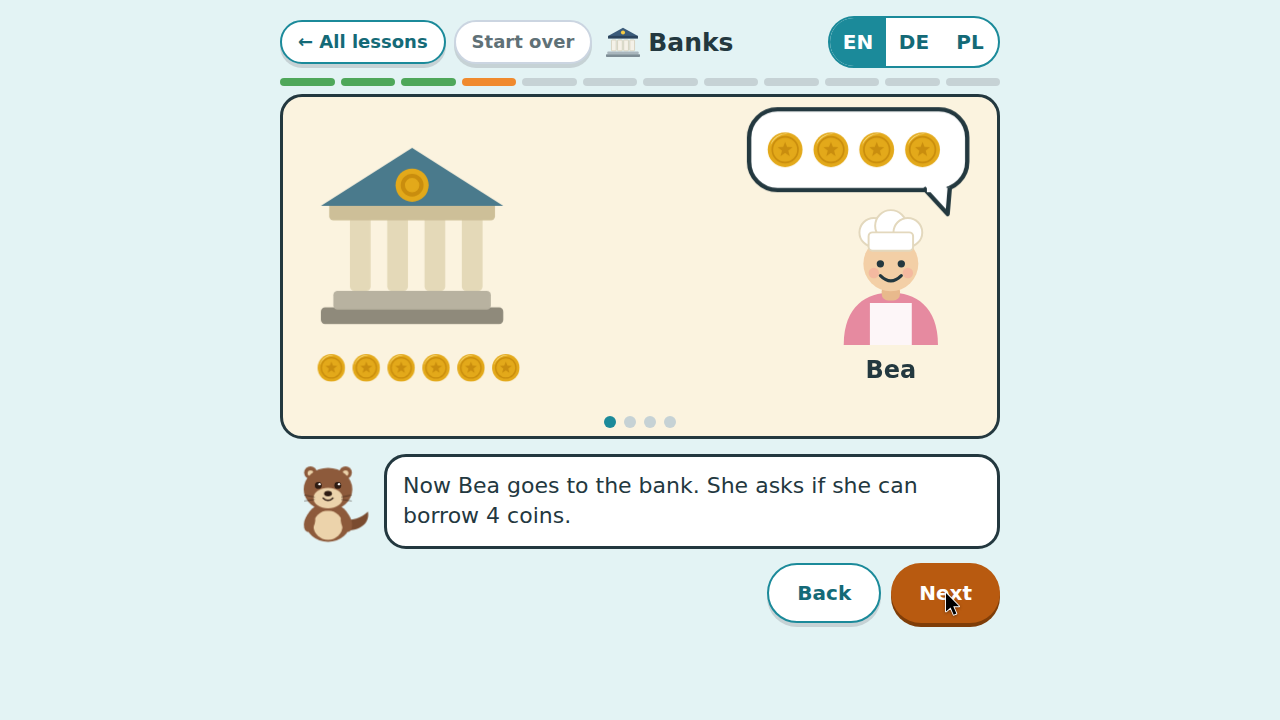 ← All lessons
Start over
Banks
EN
DE
PL
Bea
Now Bea goes to the bank. She asks if she can
borrow 4 coins.
Back
Next